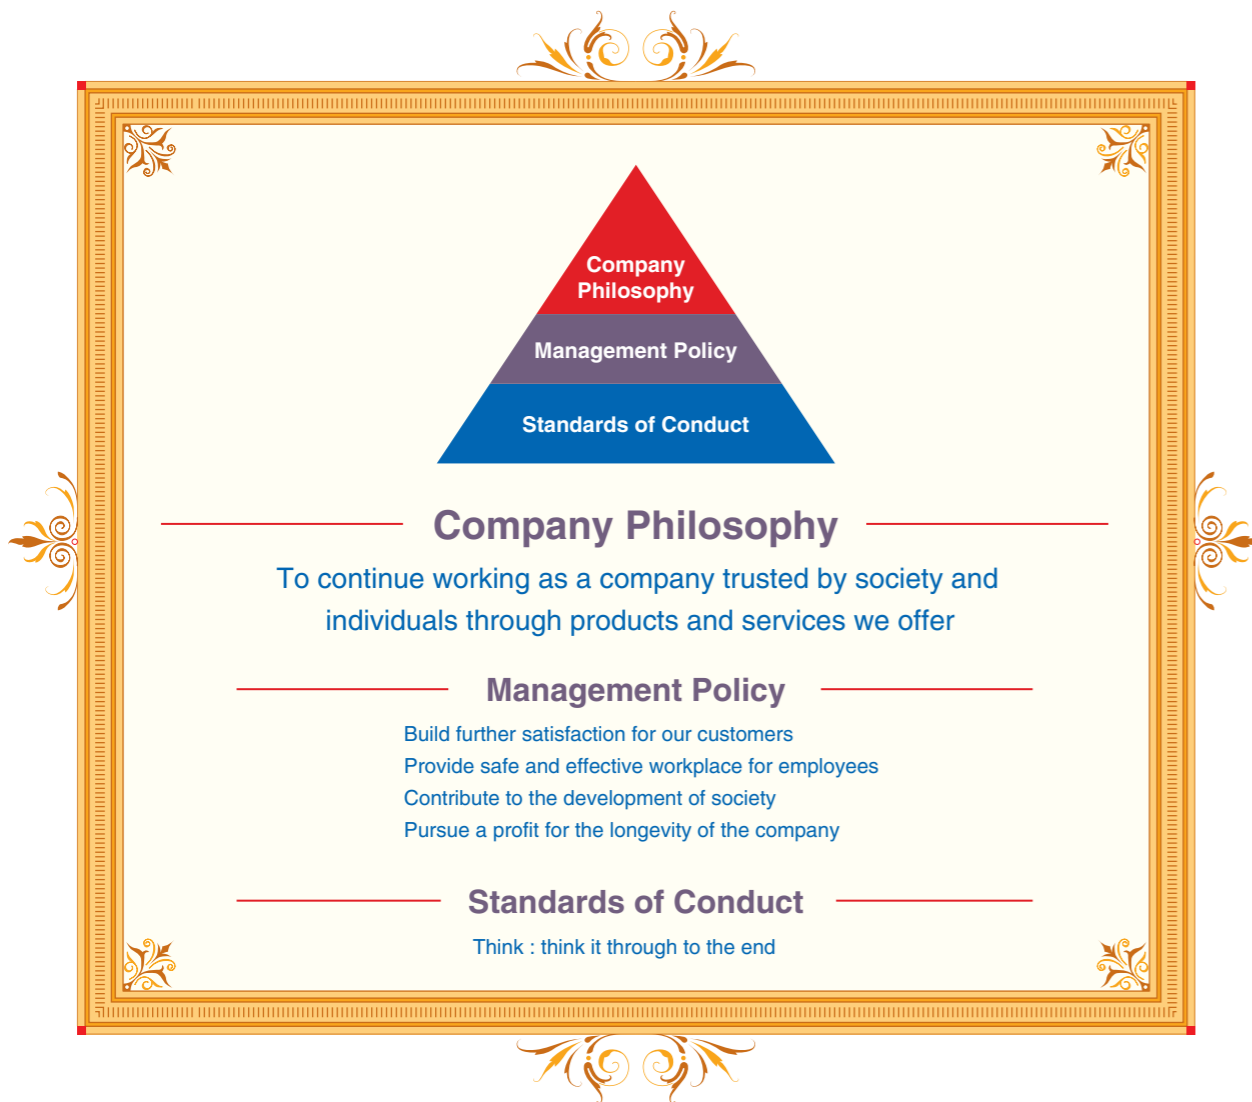 Company
Philosophy
Management Policy
Standards of Conduct
Company Philosophy
To continue working as a company trusted by society and
individuals through products and services we offer
Management Policy
Build further satisfaction for our customers
Provide safe and effective workplace for employees
Contribute to the development of society
Pursue a profit for the longevity of the company
Standards of Conduct
Think : think it through to the end